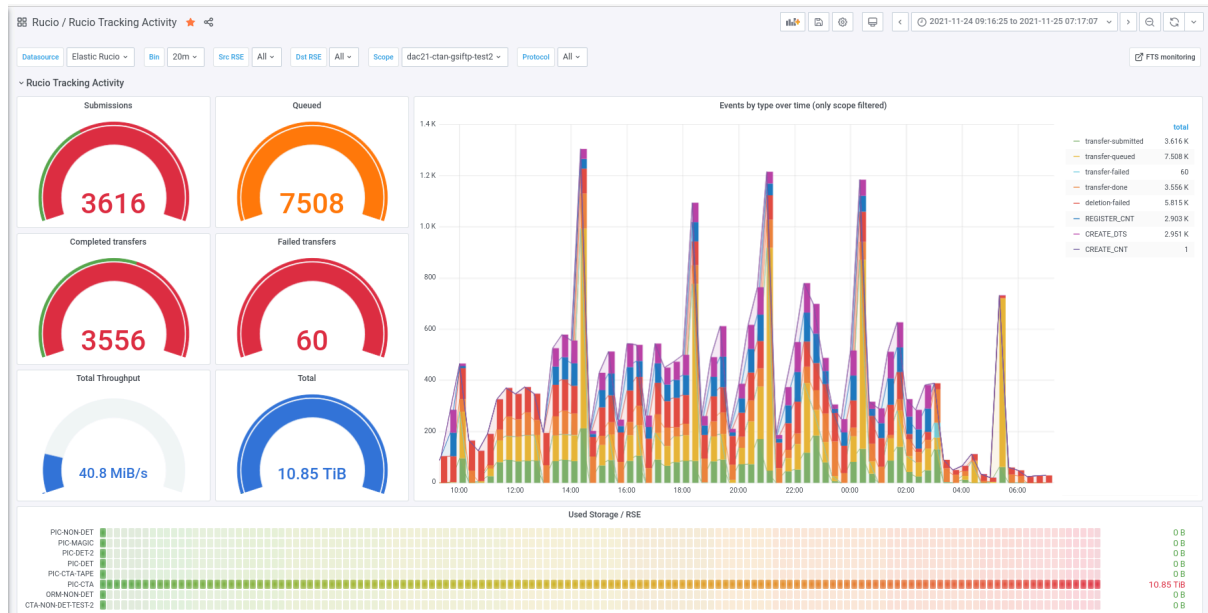 Rucio / Rucio Tracking Activity
2021-11-24 09:16:25 to 2021-11-25 07:17:07
Datasource Elastic Rucio Bin 20m Src RSE All Dst RSE All Scope dac21-ctan-gsiftp-test2 Protocol All FTS monitoring
Rucio Tracking Activity
Submissions
3616
Queued
7508
Completed transfers
3556
Failed transfers
60
Total Throughput
40.8 MiB/s
Total
10.85 TiB
Events by type over time (only scope filtered)
1.4 K
1.2 K
1.0 K
800
600
400
200
0
10:00 12:00 14:00 16:00 18:00 20:00 22:00 00:00 02:00 04:00 06:00
total
transfer-submitted 3.616 K
transfer-queued 7.508 K
transfer-failed 60
transfer-done 3.556 K
deletion-failed 5.815 K
REGISTER_CNT 2.903 K
CREATE_DTS 2.951 K
CREATE_CNT 1
Used Storage / RSE
PIC-NON-DET 0 B
PIC-MAGIC 0 B
PIC-DET-2 0 B
PIC-DET 0 B
PIC-CTA-TAPE 0 B
PIC-CTA 10.85 TiB
ORM-NON-DET 0 B
CTA-NON-DET-TEST-2 0 B